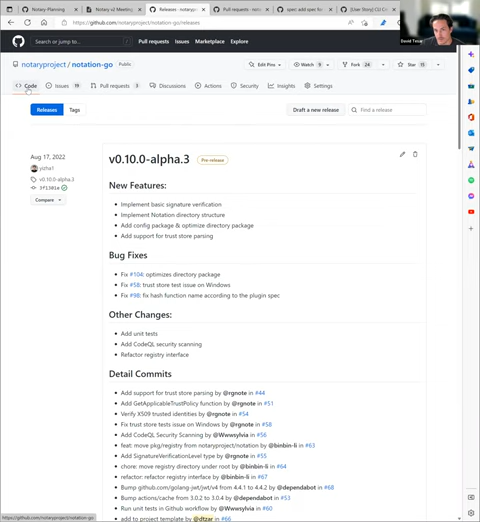 Notary-Planning
Notary v2 Meeting
Releases · notaryproject/notation-
Pull requests · notar
spec: add spec fo
[User Story] CLI C
https://github.com/notaryproject/notation-go/releases
David Tesar
Pull requests Issues Marketplace Explore
notaryproject / notation-go Public
Edit Pins Watch 9 Fork 24 Star 15
Code Issues 19 Pull requests 3 Discussions Actions Security Insights Settings
Releases Tags
Draft a new release Find a release
Aug 17, 2022
yizha1
v0.10.0-alpha.3
3f1301e
Compare
v0.10.0-alpha.3 Pre-release
New Features:
Implement basic signature verification
Implement Notation directory structure
Add config package & optimize directory package
Add support for trust store parsing
Bug Fixes
Fix #104: optimizes directory package
Fix #58: trust store test issue on Windows
Fix #98: fix hash function name according to the plugin spec
Other Changes:
Add unit tests
Add CodeQL security scanning
Refactor registry interface
Detail Commits
Add support for trust store parsing by @rgnote in #44
Add GetApplicableTrustPolicy function by @rgnote in #51
Verify X509 trusted identities by @rgnote in #54
Fix trust store tests issue on Windows by @rgnote in #58
Add CodeQL Security Scanning by @Wwwsylvia in #56
feat: move pkg/registry from notaryproject/notation by @binbin-li in #63
Add SignatureVerificationLevel type by @rgnote in #55
chore: move registry directory under root by @binbin-li in #64
refactor: refactor registry interface by @binbin-li in #67
Bump github.com/golang-jwt/jwt/v4 from 4.4.1 to 4.4.2 by @dependabot in #68
Bump actions/cache from 3.0.2 to 3.0.4 by @dependabot in #53
Run unit tests in Github workflow by @Wwwsylvia in #60
add to project template by @dtzar in #66
https://github.com/notaryproject/notation-go